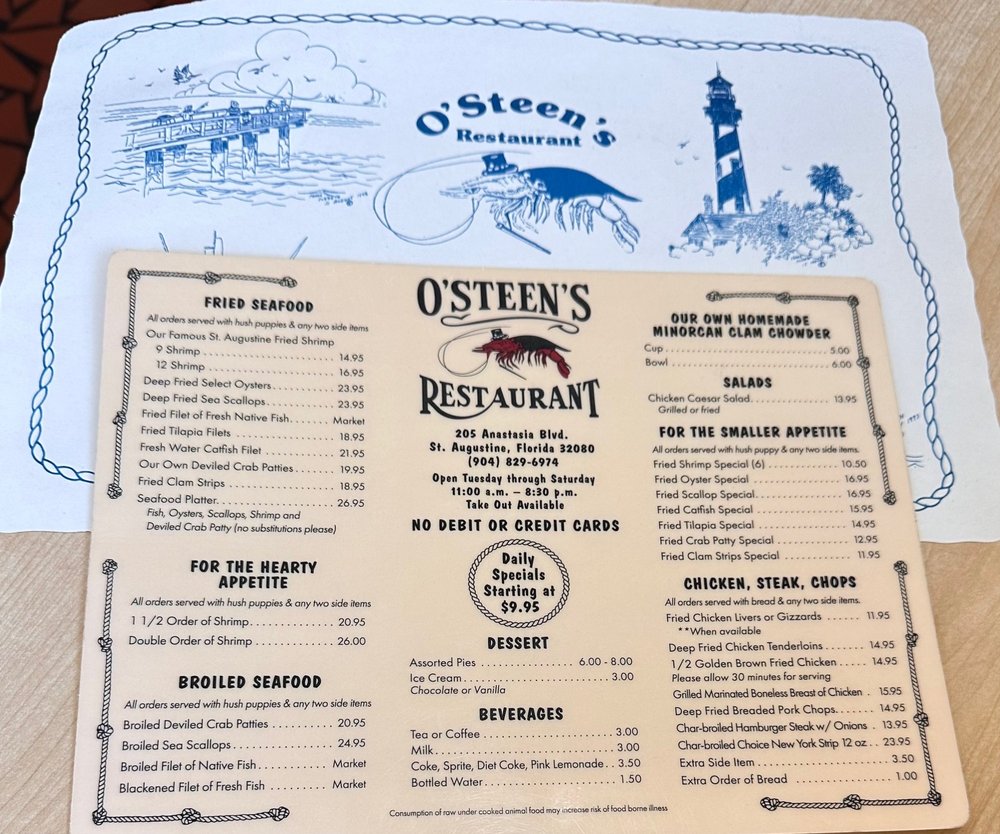 O'Steen's
Restaurant
FRIED SEAFOOD
All orders served with hush puppies & any two side items
Our Famous St. Augustine Fried Shrimp
9 Shrimp 14.95
12 Shrimp 16.95
Deep Fried Select Oysters 23.95
Deep Fried Sea Scallops 23.95
Fried Filet of Fresh Native Fish Market
Fried Tilapia Filets 18.95
Fresh Water Catfish Filet 21.95
Our Own Deviled Crab Patties 19.95
Fried Clam Strips 18.95
Seafood Platter 26.95
Fish, Oysters, Scallops, Shrimp and
Deviled Crab Patty (no substitutions please)
FOR THE HEARTY
APPETITE
All orders served with hush puppies & any two side items
1 1/2 Order of Shrimp 20.95
Double Order of Shrimp 26.00
BROILED SEAFOOD
All orders served with hush puppies & any two side items
Broiled Deviled Crab Patties 20.95
Broiled Sea Scallops 24.95
Broiled Filet of Native Fish Market
Blackened Filet of Fresh Fish Market
O'STEEN'S
RESTAURANT
205 Anastasia Blvd.
St. Augustine, Florida 32080
(904) 829-6974
Open Tuesday through Saturday
11:00 a.m. – 8:30 p.m.
Take Out Available
NO DEBIT OR CREDIT CARDS
Daily
Specials
Starting at
$9.95
DESSERT
Assorted Pies 6.00 - 8.00
Ice Cream 3.00
Chocolate or Vanilla
BEVERAGES
Tea or Coffee 3.00
Milk 3.00
Coke, Sprite, Diet Coke, Pink Lemonade 3.50
Bottled Water 1.50
OUR OWN HOMEMADE
MINORCAN CLAM CHOWDER
Cup 5.00
Bowl 6.00
SALADS
Chicken Caesar Salad 13.95
Grilled or fried
FOR THE SMALLER APPETITE
All orders served with hush puppy & any two side items.
Fried Shrimp Special (6) 10.50
Fried Oyster Special 16.95
Fried Scallop Special 16.95
Fried Catfish Special 15.95
Fried Tilapia Special 14.95
Fried Crab Patty Special 12.95
Fried Clam Strips Special 11.95
CHICKEN, STEAK, CHOPS
All orders served with bread & any two side items.
Fried Chicken Livers or Gizzards 11.95
**When available
Deep Fried Chicken Tenderloins 14.95
1/2 Golden Brown Fried Chicken 14.95
Please allow 30 minutes for serving
Grilled Marinated Boneless Breast of Chicken 15.95
Deep Fried Breaded Pork Chops 14.95
Char-broiled Hamburger Steak w/ Onions 13.95
Char-broiled Choice New York Strip 12 oz 23.95
Extra Side Item 3.50
Extra Order of Bread 1.00
Consumption of raw under cooked animal food may increase risk of food borne illness